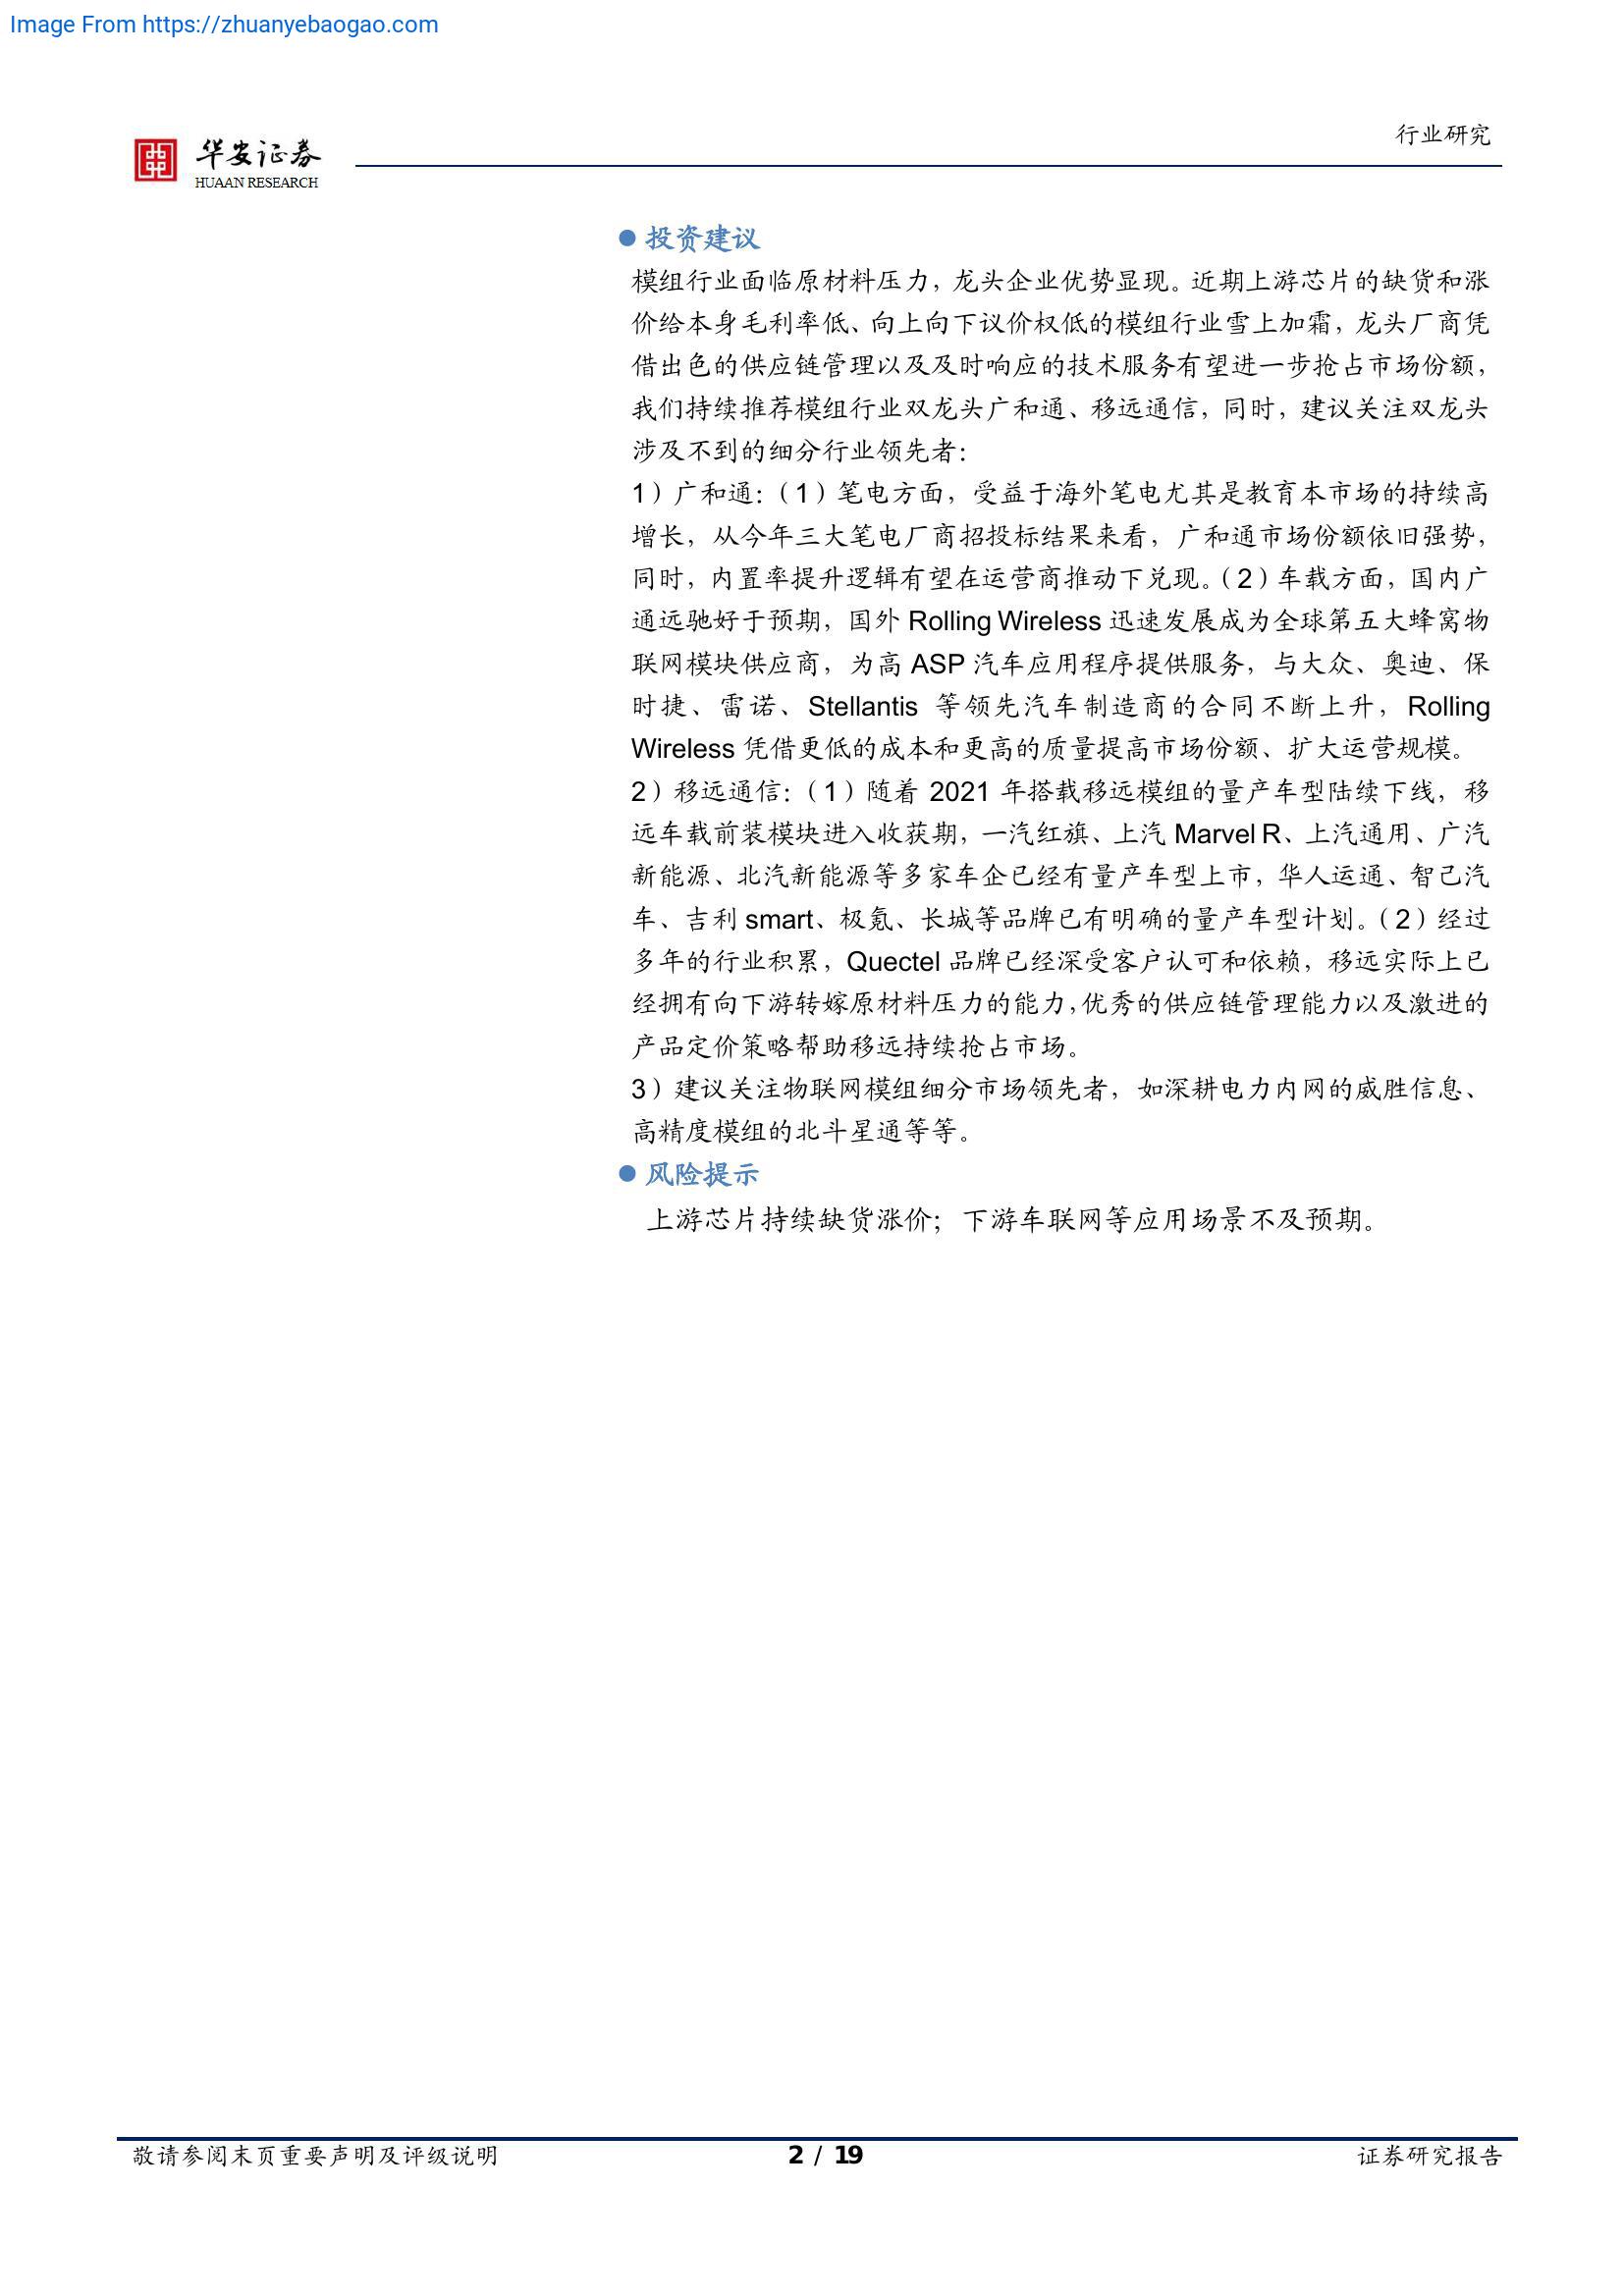 Image From https://zhuanyebaogao.com
行业研究
华安证券
HUAAN RESEARCH
投资建议
模组行业面临原材料压力，龙头企业优势显现。近期上游芯片的缺货和涨
价给本身毛利率低、向上向下议价权低的模组行业雪上加霜，龙头厂商凭
借出色的供应链管理以及及时响应的技术服务有望进一步抢占市场份额，
我们持续推荐模组行业双龙头广和通、移远通信，同时，建议关注双龙头
涉及不到的细分行业领先者：
1）广和通：（1）笔电方面，受益于海外笔电尤其是教育本市场的持续高
增长，从今年三大笔电厂商招投标结果来看，广和通市场份额依旧强势，
同时，内置率提升逻辑有望在运营商推动下兑现。（2）车载方面，国内广
通远驰好于预期，国外 Rolling Wireless 迅速发展成为全球第五大蜂窝物
联网模块供应商，为高 ASP 汽车应用程序提供服务，与大众、奥迪、保
时捷、雷诺、Stellantis 等领先汽车制造商的合同不断上升，Rolling
Wireless 凭借更低的成本和更高的质量提高市场份额、扩大运营规模。
2）移远通信：（1）随着 2021 年搭载移远模组的量产车型陆续下线，移
远车载前装模块进入收获期，一汽红旗、上汽 Marvel R、上汽通用、广汽
新能源、北汽新能源等多家车企已经有量产车型上市，华人运通、智己汽
车、吉利 smart、极氪、长城等品牌已有明确的量产车型计划。（2）经过
多年的行业积累，Quectel 品牌已经深受客户认可和依赖，移远实际上已
经拥有向下游转嫁原材料压力的能力，优秀的供应链管理能力以及激进的
产品定价策略帮助移远持续抢占市场。
3）建议关注物联网模组细分市场领先者，如深耕电力内网的威胜信息、
高精度模组的北斗星通等等。
风险提示
上游芯片持续缺货涨价；下游车联网等应用场景不及预期。
敬请参阅末页重要声明及评级说明
2 / 19
证券研究报告